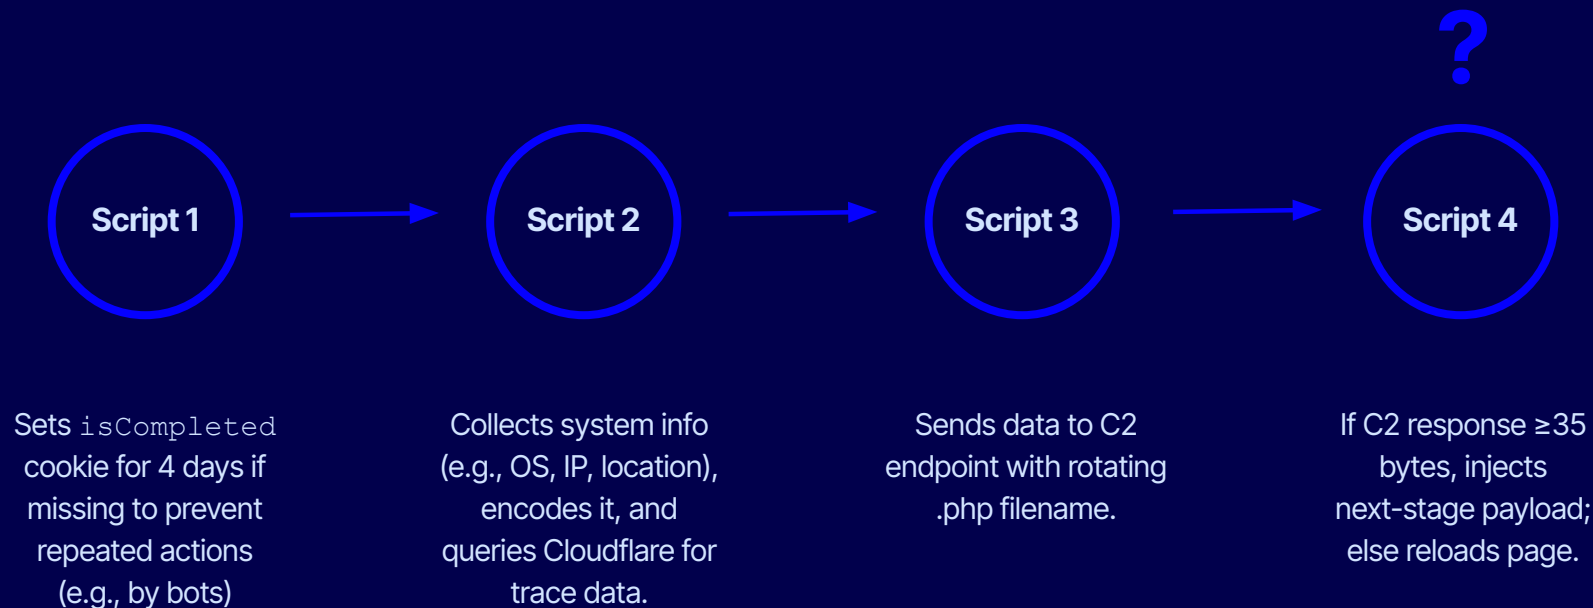 ?
Script 1
Script 2
Script 3
Script 4
Sets isCompleted
cookie for 4 days if
missing to prevent
repeated actions
(e.g., by bots)
Collects system info
(e.g., OS, IP, location),
encodes it, and
queries Cloudflare for
trace data.
Sends data to C2
endpoint with rotating
.php filename.
If C2 response ≥35
bytes, injects
next-stage payload;
else reloads page.